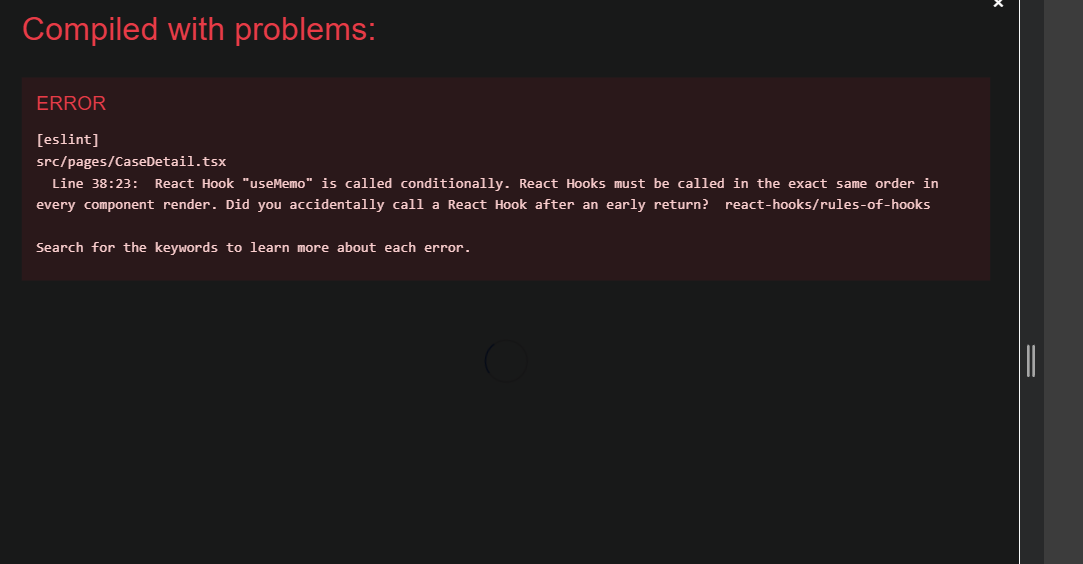 Compiled with problems:
ERROR
[eslint]
src/pages/CaseDetail.tsx
Line 38:23:  React Hook "useMemo" is called conditionally. React Hooks must be called in the exact same order in
every component render. Did you accidentally call a React Hook after an early return?  react-hooks/rules-of-hooks
Search for the keywords to learn more about each error.